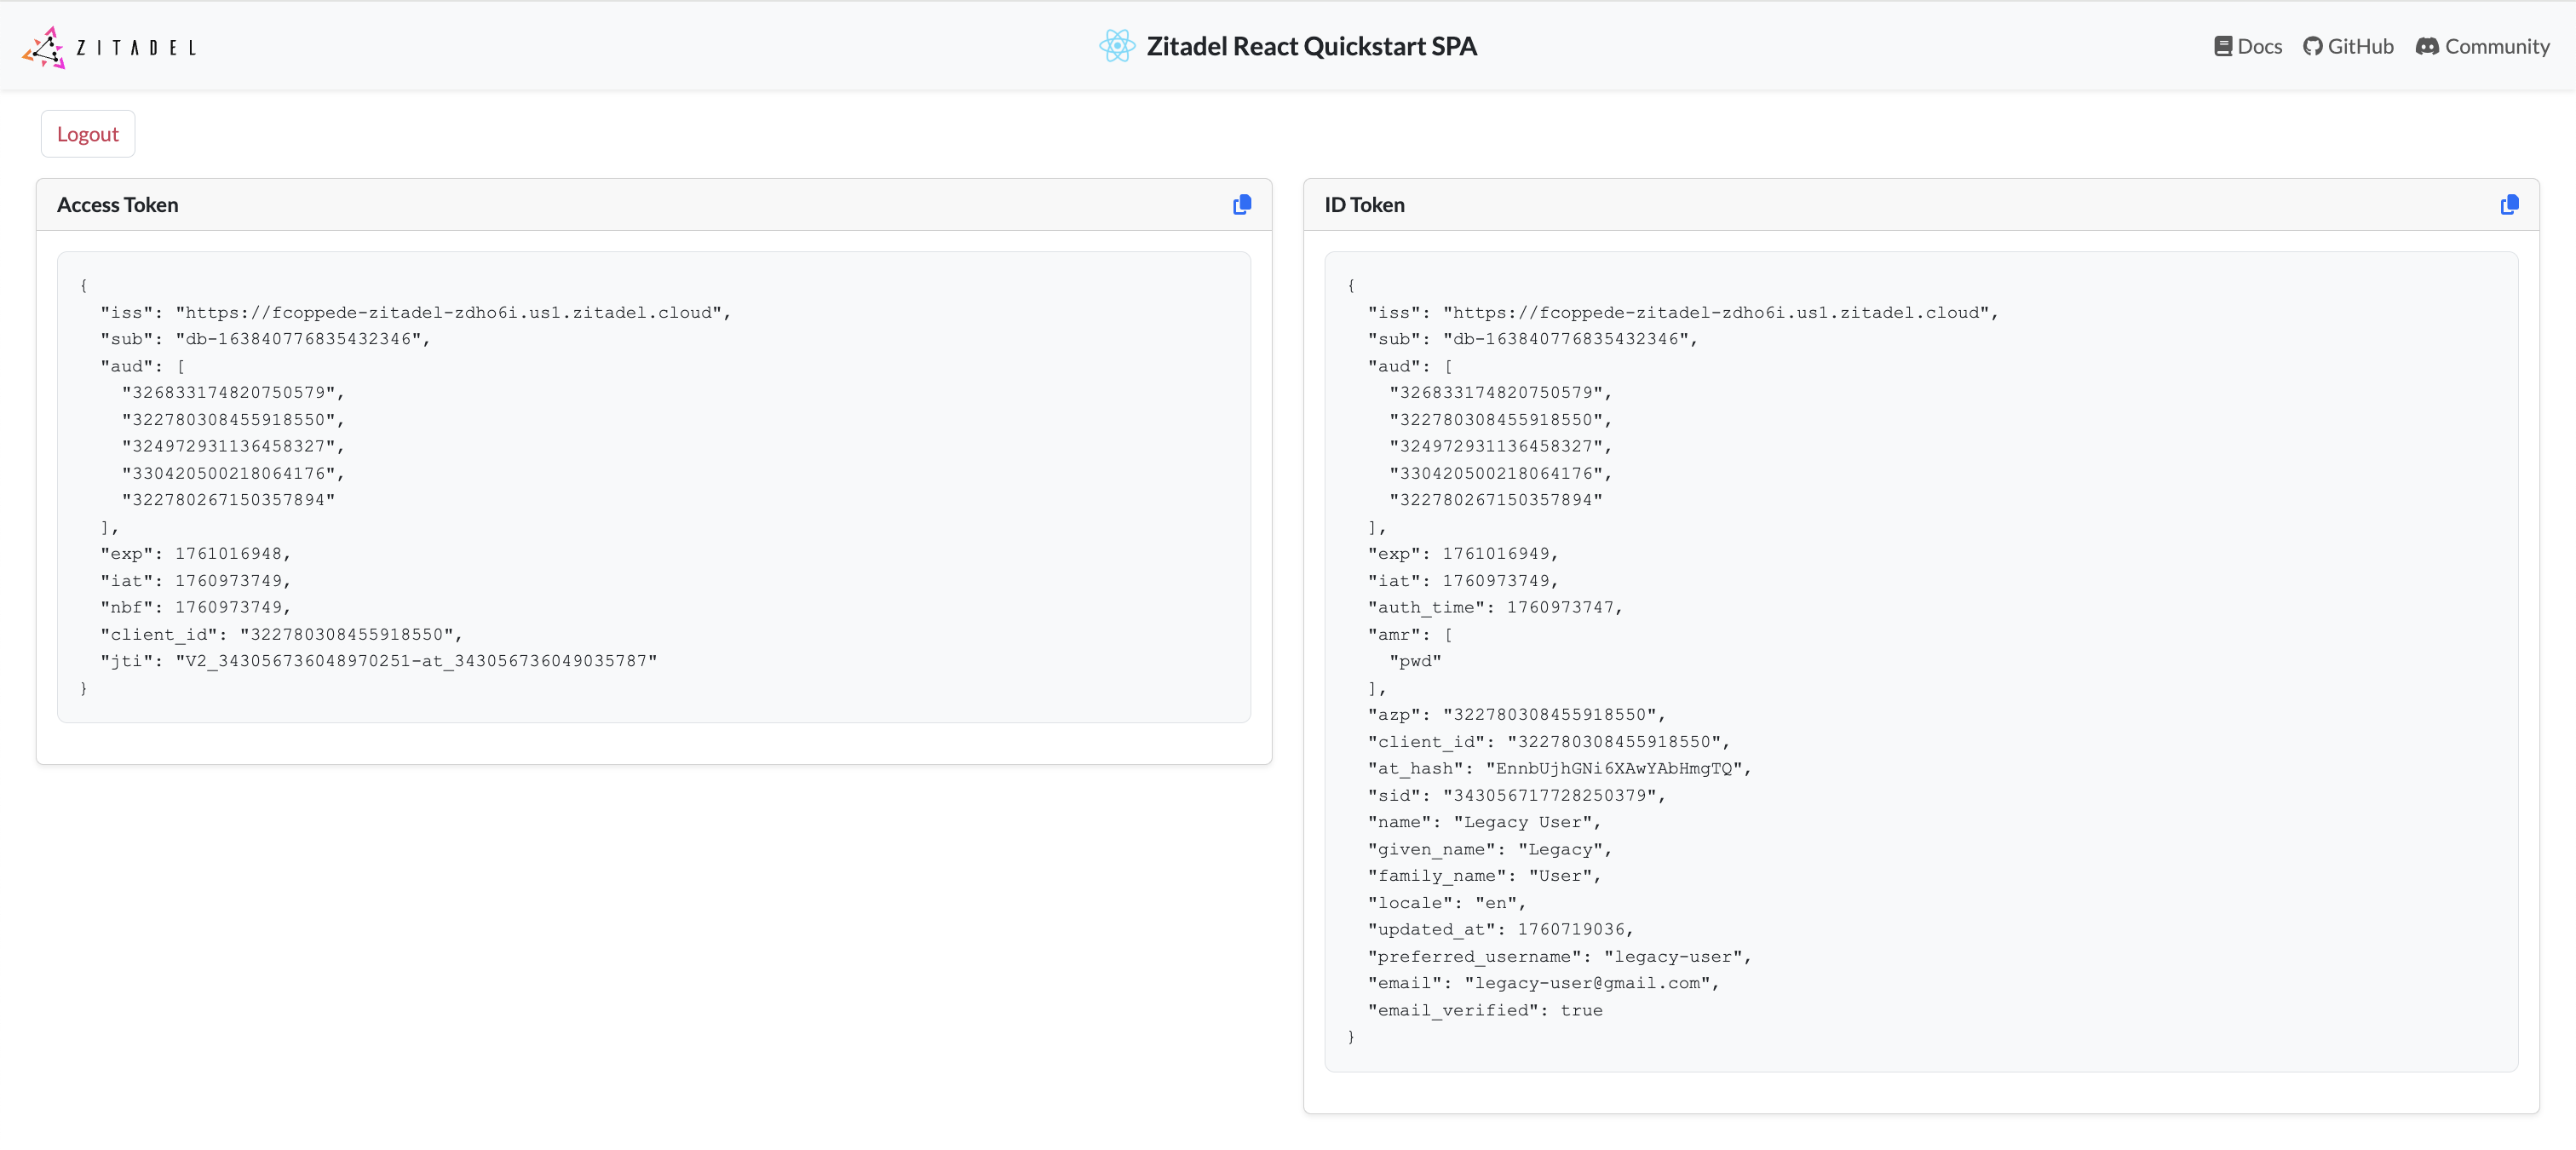 ZITADEL
Zitadel React Quickstart SPA
Docs GitHub Community
Logout
Access Token
{
"iss": "https://fcoppede-zitadel-zdho6i.us1.zitadel.cloud",
"sub": "db-163840776835432346",
"aud": [
"326833174820750579",
"322780308455918550",
"324972931136458327",
"330420500218064176",
"322780267150357894"
],
"exp": 1761016948,
"iat": 1760973749,
"nbf": 1760973749,
"client_id": "322780308455918550",
"jti": "V2_343056736048970251-at_343056736049035787"
}
ID Token
{
"iss": "https://fcoppede-zitadel-zdho6i.us1.zitadel.cloud",
"sub": "db-163840776835432346",
"aud": [
"326833174820750579",
"322780308455918550",
"324972931136458327",
"330420500218064176",
"322780267150357894"
],
"exp": 1761016949,
"iat": 1760973749,
"auth_time": 1760973747,
"amr": [
"pwd"
],
"azp": "322780308455918550",
"client_id": "322780308455918550",
"at_hash": "EnnbUjhGNi6XAwYAbHmgTQ",
"sid": "343056717728250379",
"name": "Legacy User",
"given_name": "Legacy",
"family_name": "User",
"locale": "en",
"updated_at": 1760719036,
"preferred_username": "legacy-user",
"email": "legacy-user@gmail.com",
"email_verified": true
}